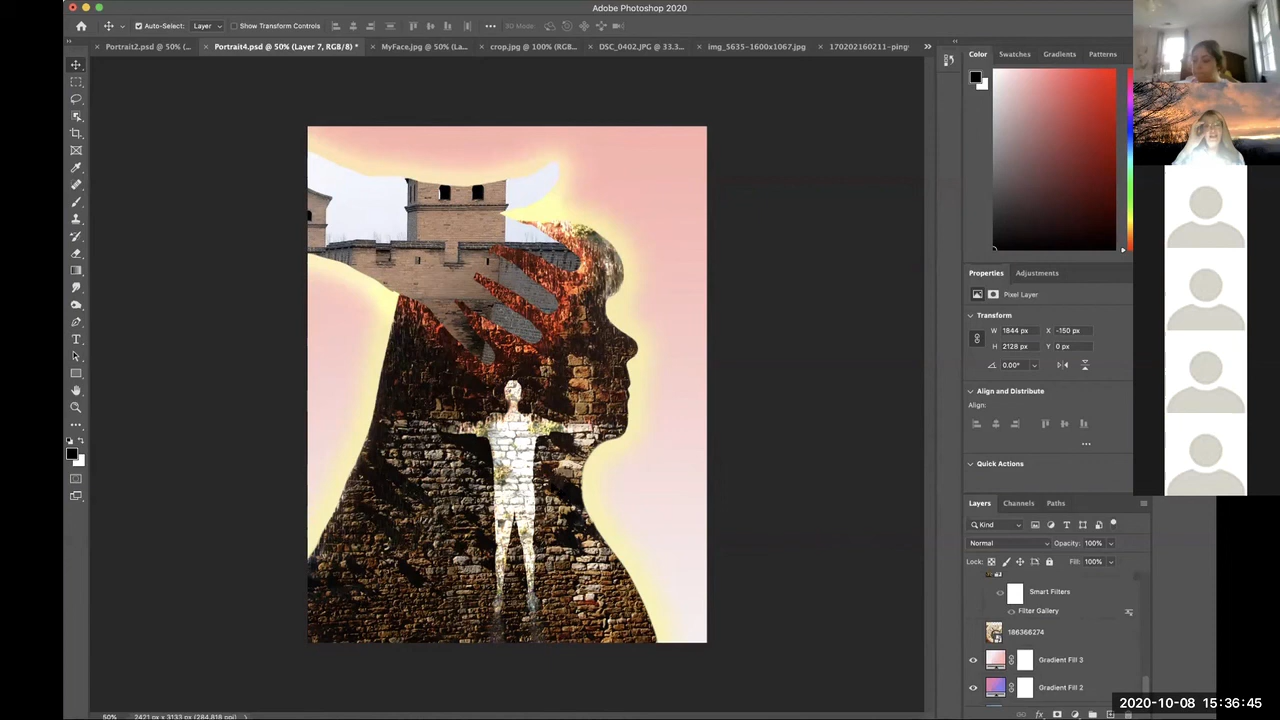 Adobe Photoshop 2020
Auto-Select: Layer Show Transform Controls 3D Mode:
Portrait2.psd @ 50% (... Portrait4.psd @ 50% (Layer 7, RGB/8) * MyFace.jpg @ 50% (La... crop.jpg @ 100% (RGB... DSC_0402.JPG @ 33.3... img_5635-1600x1067.jpg 170202160211-ping
Color Swatches Gradients Patterns
Properties Adjustments
Pixel Layer
Transform
W 1844 px X -150 px
H 2128 px Y 0 px
0.00°
Align and Distribute
Align:
Quick Actions
Layers Channels Paths
Kind
Normal Opacity: 100%
Lock: Fill: 100%
Smart Filters
Filter Gallery
186366274
Gradient Fill 3
Gradient Fill 2
50% 2421 px x 3133 px (284.818 ppi)
2020-10-08 15:36:45